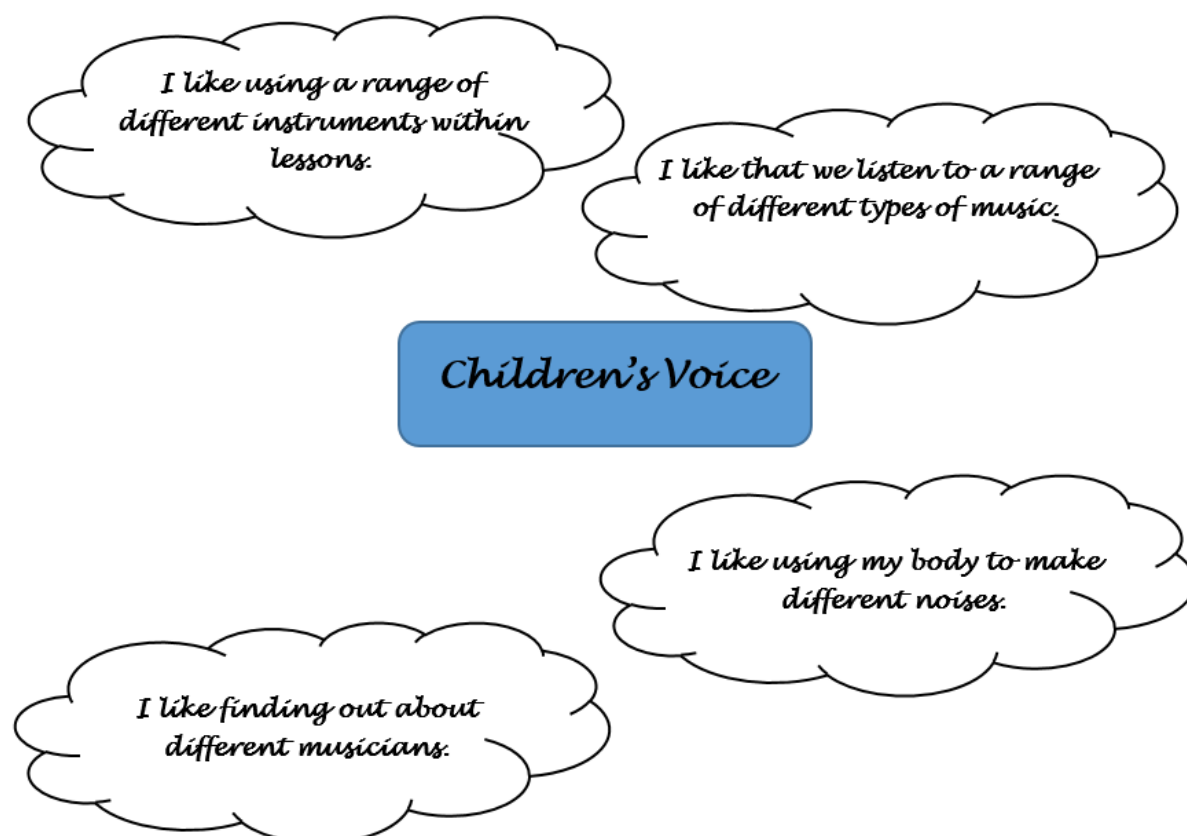 I like using a range of
different instruments within
lessons.
I like that we listen to a range
of different types of music.
Children's Voice
I like using my body to make
different noises.
I like finding out about
different musicians.